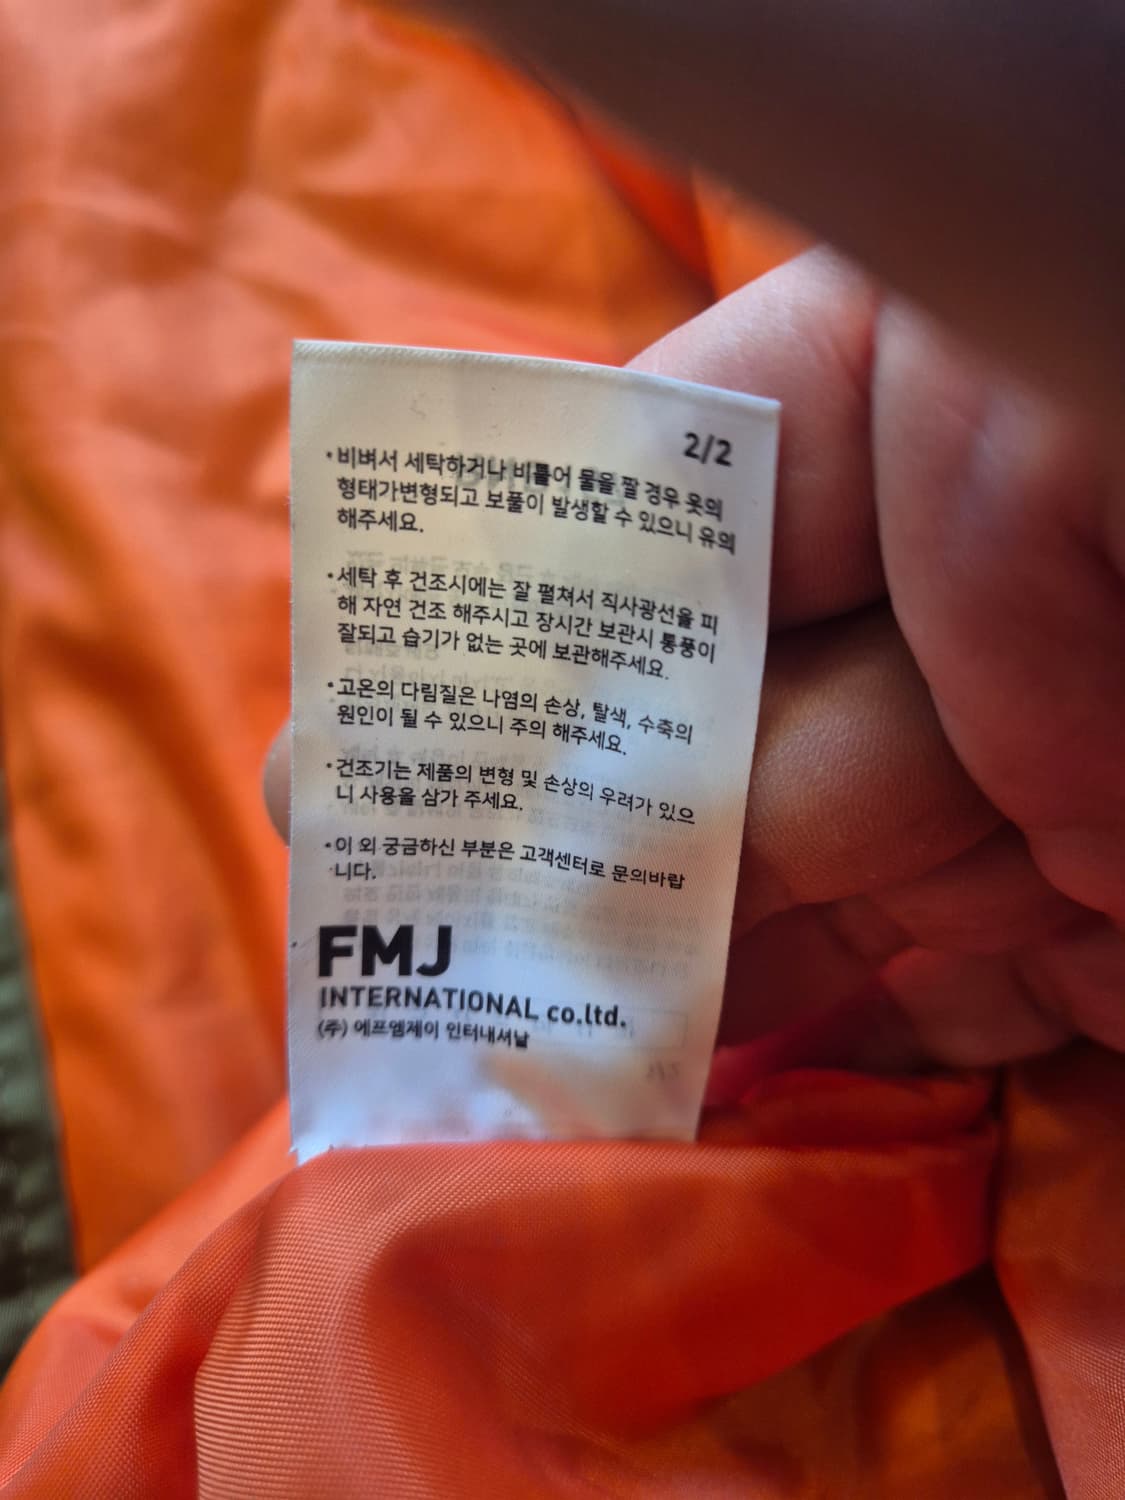 2/2
·비벼서 세탁하거나 비틀어 물을 짤 경우 옷의
형태가변형되고 보풀이 발생할 수 있으니 유의
해주세요.
·세탁 후 건조시에는 잘 펼쳐서 직사광선을 피
해 자연 건조 해주시고 장시간 보관시 통풍이
잘되고 습기가 없는 곳에 보관해주세요.
·고온의 다림질은 나염의 손상, 탈색, 수축의
원인이 될 수 있으니 주의 해주세요.
·건조기는 제품의 변형 및 손상의 우려가 있으
니 사용을 삼가 주세요.
·이 외 궁금하신 부분은 고객센터로 문의바랍
니다.
FMJ
INTERNATIONAL co.ltd.
(주) 에프엠제이 인터내셔날